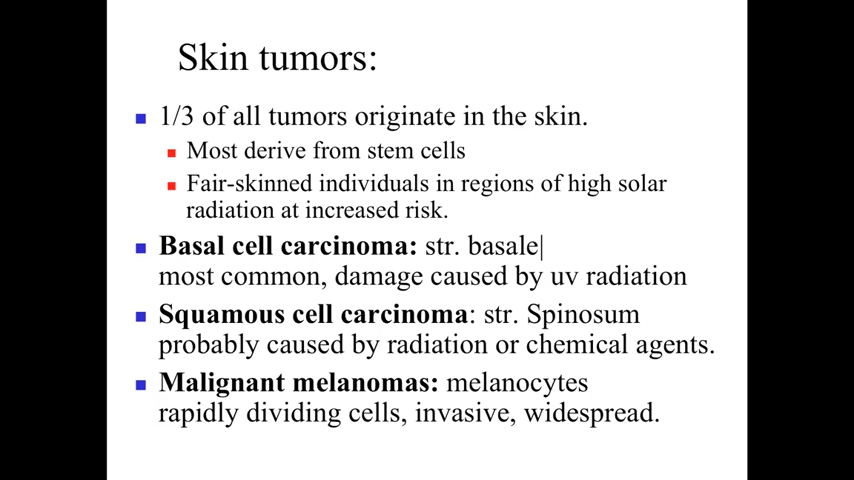 Skin tumors:
1/3 of all tumors originate in the skin.
Most derive from stem cells
Fair-skinned individuals in regions of high solar
radiation at increased risk.
Basal cell carcinoma: str. basale|
most common, damage caused by uv radiation
Squamous cell carcinoma: str. Spinosum
probably caused by radiation or chemical agents.
Malignant melanomas: melanocytes
rapidly dividing cells, invasive, widespread.